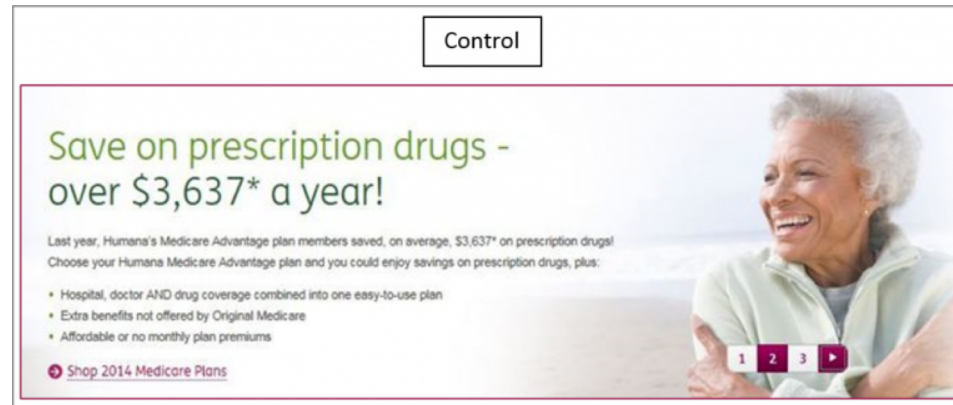 Control
Save on prescription drugs -
over $3,637* a year!
Last year, Humana's Medicare Advantage plan members saved, on average, $3,637* on prescription drugs!
Choose your Humana Medicare Advantage plan and you could enjoy savings on prescription drugs, plus:
• Hospital, doctor AND drug coverage combined into one easy-to-use plan
• Extra benefits not offered by Original Medicare
• Affordable or no monthly plan premiums
Shop 2014 Medicare Plans
1 2 3